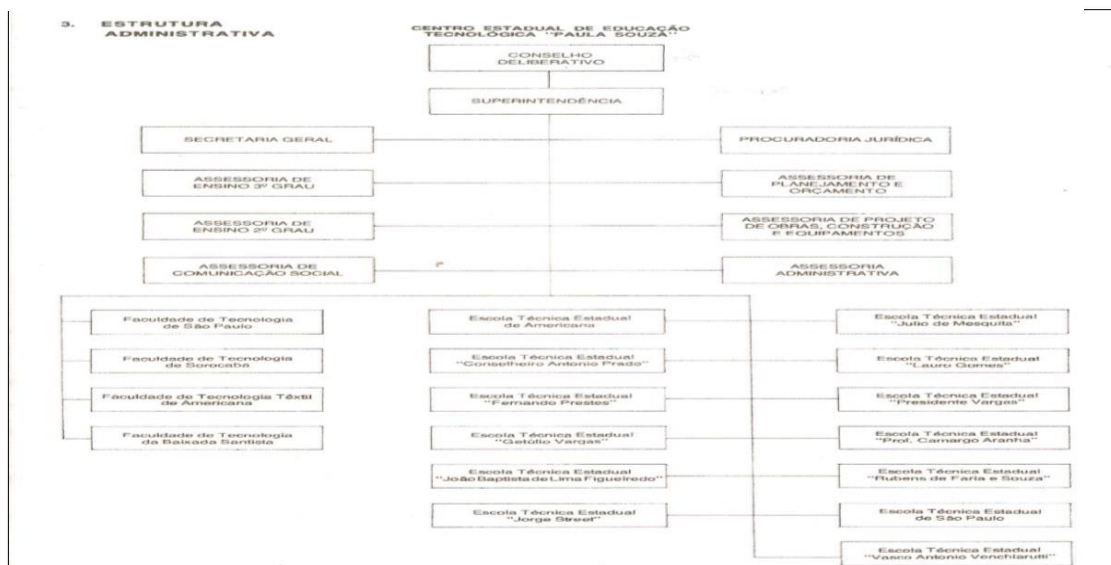 3. ESTRUTURA
ADMINISTRATIVA
CENTRO ESTADUAL DE EDUCAÇÃO
TECNOLÓGICA "PAULA SOUZA"
CONSELHO
DELIBERATIVO
SUPERINTENDÊNCIA
SECRETARIA GERAL
PROCURADORIA JURÍDICA
ASSESSORIA DE
ENSINO 3º GRAU
ASSESSORIA DE
PLANEJAMENTO E
ORÇAMENTO
ASSESSORIA DE
ENSINO 2º GRAU
ASSESSORIA DE PROJETO
DE OBRAS, CONSTRUÇÃO
E EQUIPAMENTOS
ASSESSORIA DE
COMUNICAÇÃO SOCIAL
ASSESSORIA
ADMINISTRATIVA
Faculdade de Tecnologia
de São Paulo
Faculdade de Tecnologia
de Sorocaba
Faculdade de Tecnologia Têxtil
de Americana
Faculdade de Tecnologia
da Baixada Santista
Escola Técnica Estadual
de Americana
Escola Técnica Estadual
"Conselheiro Antonio Prado"
Escola Técnica Estadual
"Fernando Prestes"
Escola Técnica Estadual
"Getúlio Vargas"
Escola Técnica Estadual
"João Baptista de Lima Figueiredo"
Escola Técnica Estadual
"Jorge Street"
Escola Técnica Estadual
"Julio de Mesquita"
Escola Técnica Estadual
"Lauro Gomes"
Escola Técnica Estadual
"Presidente Vargas"
Escola Técnica Estadual
"Prof. Camargo Aranha"
Escola Técnica Estadual
"Rubens de Faria e Souza"
Escola Técnica Estadual
de São Paulo
Escola Técnica Estadual
"Vasco Antonio Venchiarutti"